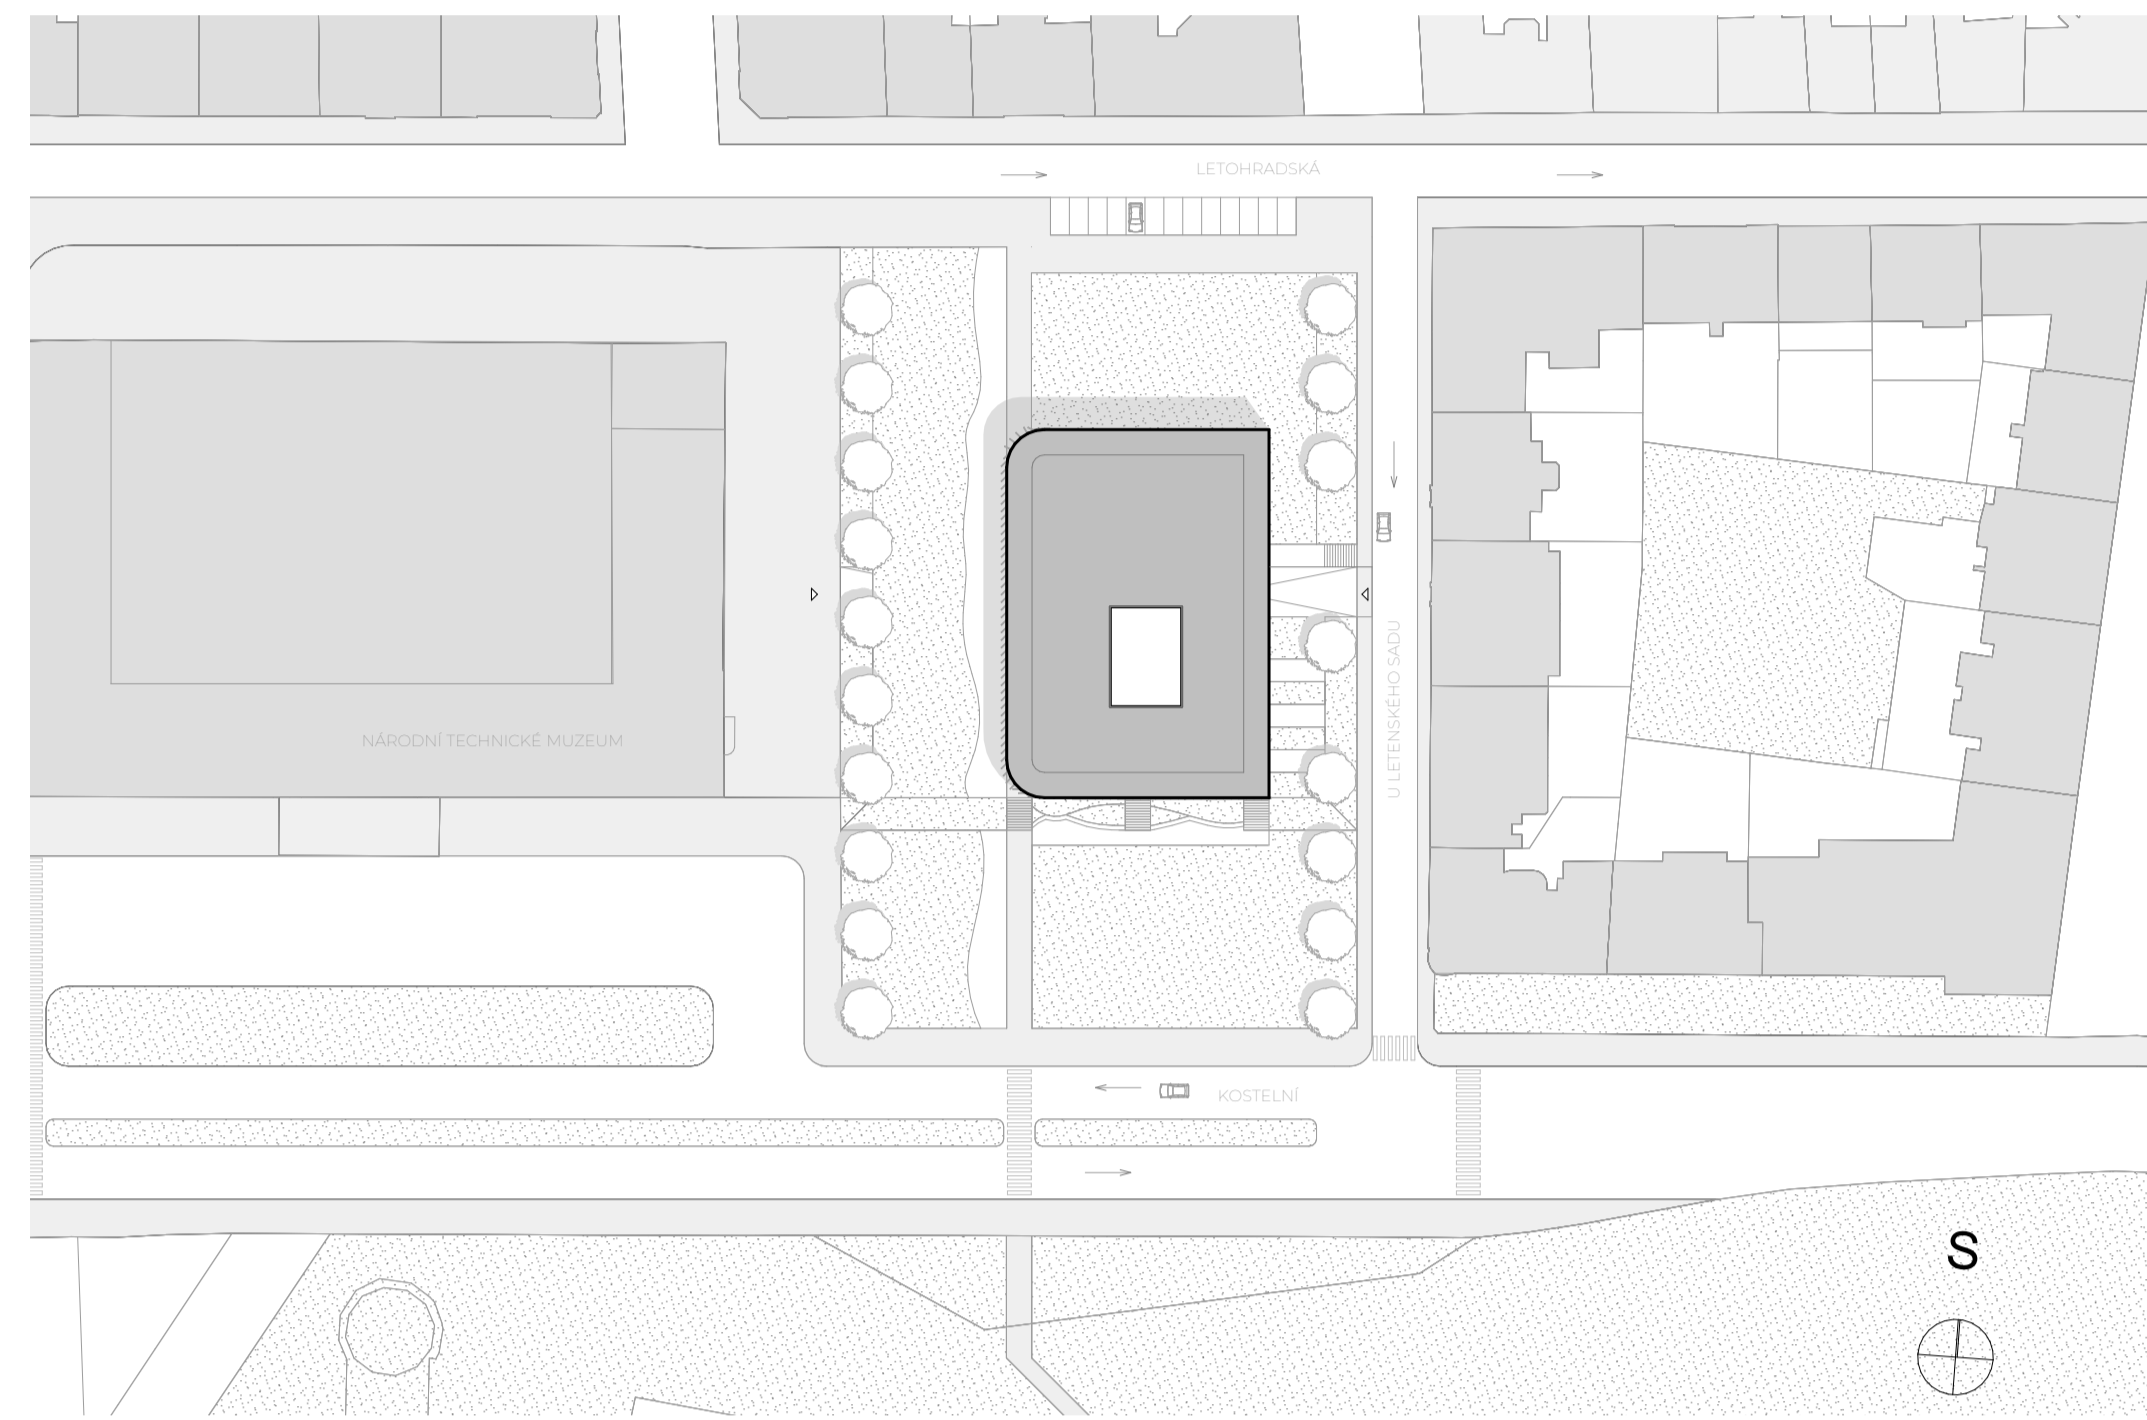 LETOHRADSKÁ
NÁRODNÍ TECHNICKÉ MUZEUM
U LETENSKÉHO SADU
KOSTELNÍ
S